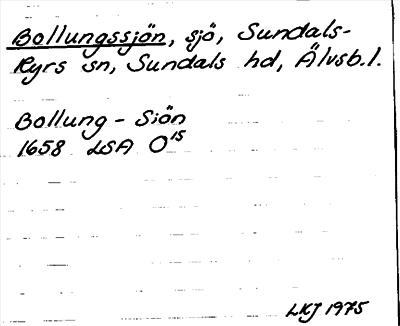 Bollungssjön, sjö, Sundals-
Ryrs sn, Sundals hd, Älvsb.l.
Bollung - Siön
1658 LSA O15
LKJ 1975